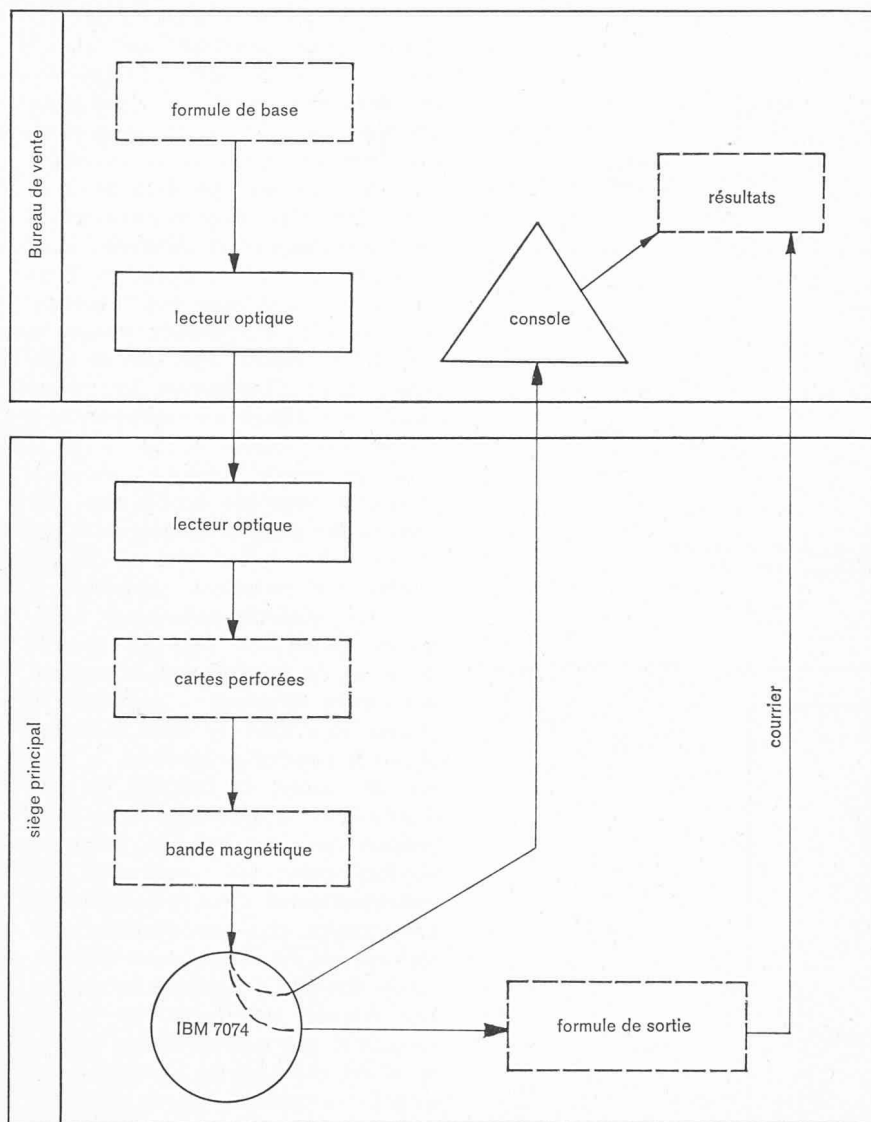 Bureau de vente
formule de base
résultats
lecteur optique
console
siège principal
lecteur optique
cartes perforées
courrier
bande magnétique
IBM 7074
formule de sortie